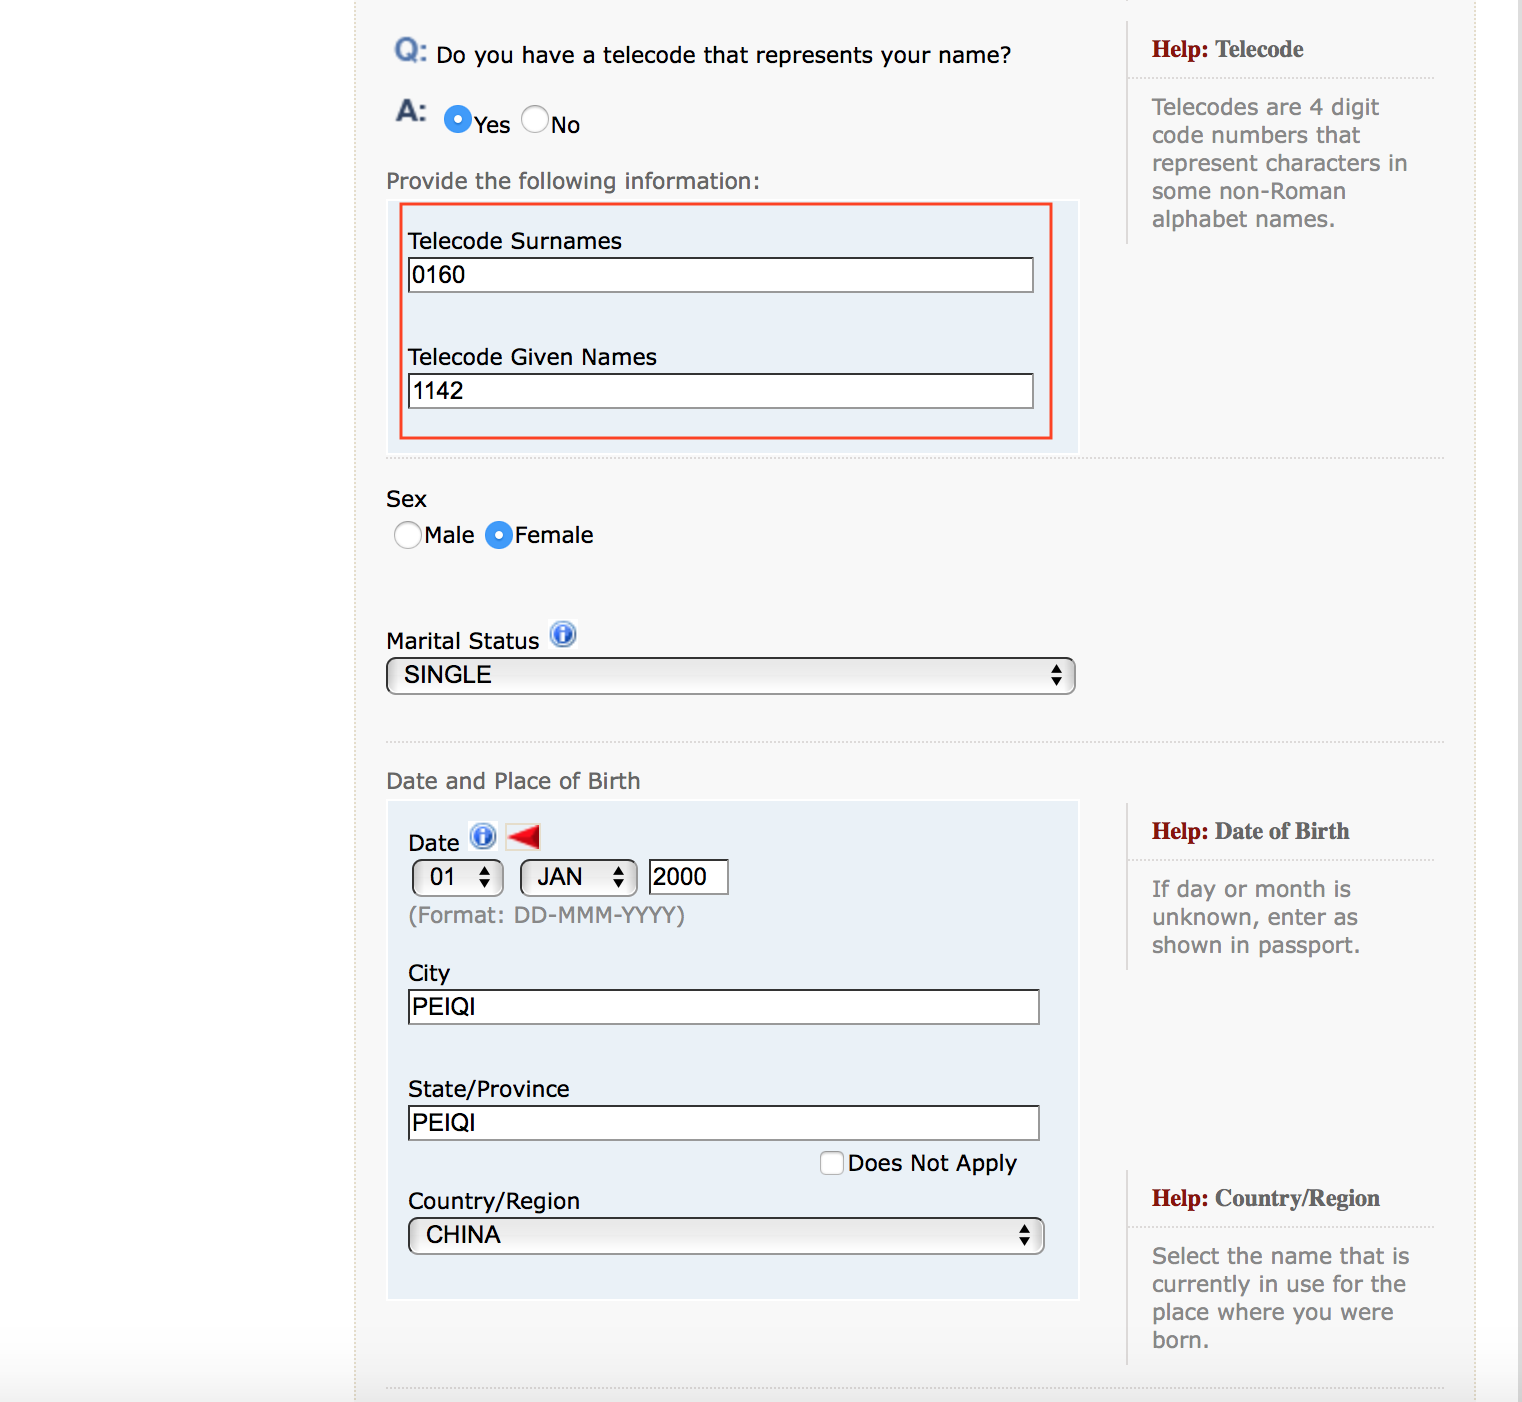 Q: Do you have a telecode that represents your name?
A: Yes No
Provide the following information:
Telecode Surnames
0160
Telecode Given Names
1142
Help: Telecode
Telecodes are 4 digit
code numbers that
represent characters in
some non-Roman
alphabet names.
Sex
Male Female
Marital Status
SINGLE
Date and Place of Birth
Date
01 JAN 2000
(Format: DD-MMM-YYYY)
City
PEIQI
State/Province
PEIQI
Does Not Apply
Country/Region
CHINA
Help: Date of Birth
If day or month is
unknown, enter as
shown in passport.
Help: Country/Region
Select the name that is
currently in use for the
place where you were
born.